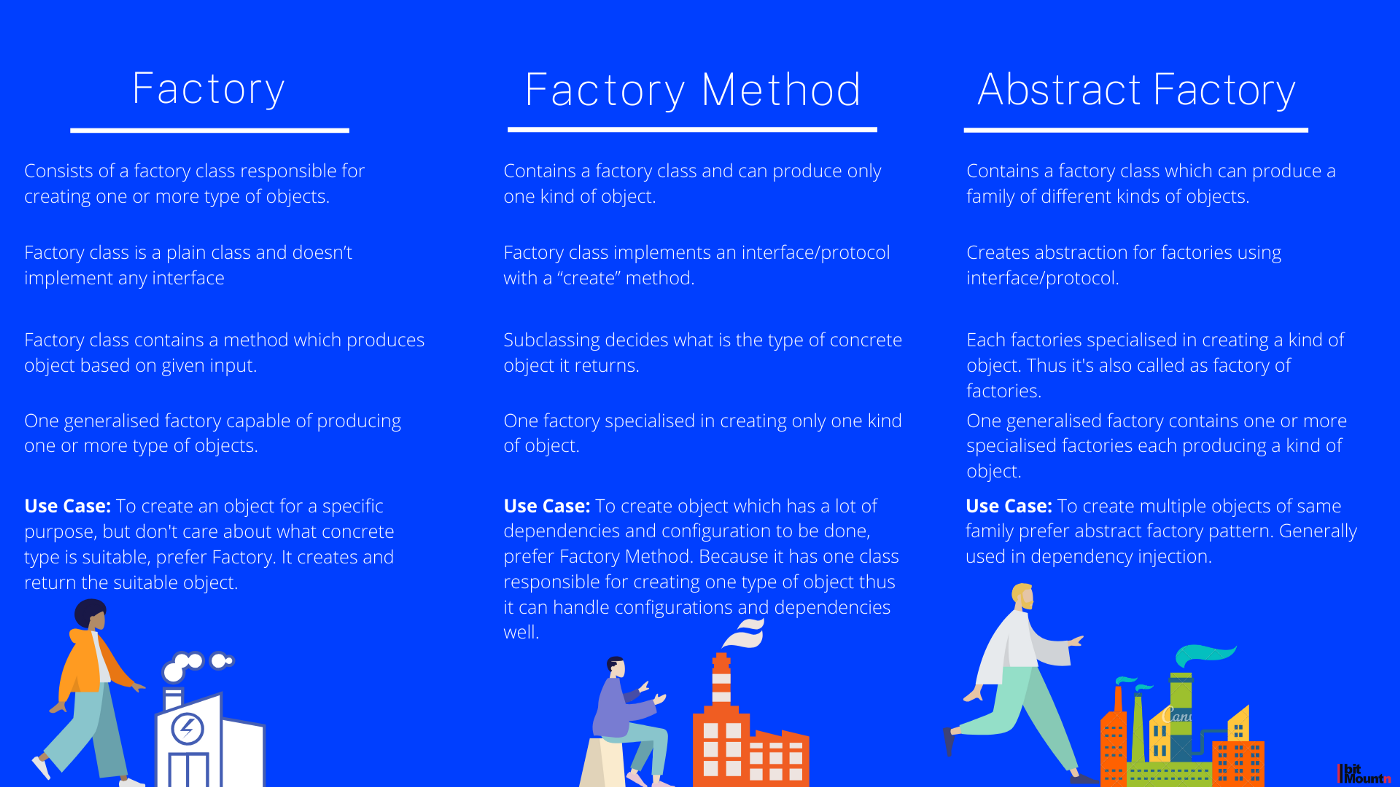 Factory
Consists of a factory class responsible for
creating one or more type of objects.
Factory class is a plain class and doesn’t
implement any interface
Factory class contains a method which produces
object based on given input.
One generalised factory capable of producing
one or more type of objects.
Use Case: To create an object for a specific
purpose, but don't care about what concrete
type is suitable, prefer Factory. It creates and
return the suitable object.
Factory Method
Contains a factory class and can produce only
one kind of object.
Factory class implements an interface/protocol
with a “create” method.
Subclassing decides what is the type of concrete
object it returns.
One factory specialised in creating only one kind
of object.
Use Case: To create object which has a lot of
dependencies and configuration to be done,
prefer Factory Method. Because it has one class
responsible for creating one type of object thus
it can handle configurations and dependencies
well.
Abstract Factory
Contains a factory class which can produce a
family of different kinds of objects.
Creates abstraction for factories using
interface/protocol.
Each factories specialised in creating a kind of
object. Thus it's also called as factory of
factories.
One generalised factory contains one or more
specialised factories each producing a kind of
object.
Use Case: To create multiple objects of same
family prefer abstract factory pattern. Generally
used in dependency injection.
bit
Mountn